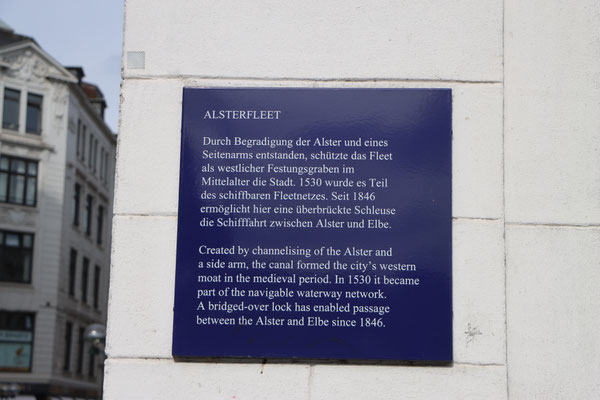 ALSTERFLEET
Durch Begradigung der Alster und eines
Seitenarms entstanden, schützte das Fleet
als westlicher Festungsgraben im
Mittelalter die Stadt. 1530 wurde es Teil
des schiffbaren Fleetnetzes. Seit 1846
ermöglicht hier eine überbrückte Schleuse
die Schifffahrt zwischen Alster und Elbe.
Created by channelising of the Alster and
a side arm, the canal formed the city's western
moat in the medieval period. In 1530 it became
part of the navigable waterway network.
A bridged-over lock has enabled passage
between the Alster and Elbe since 1846.